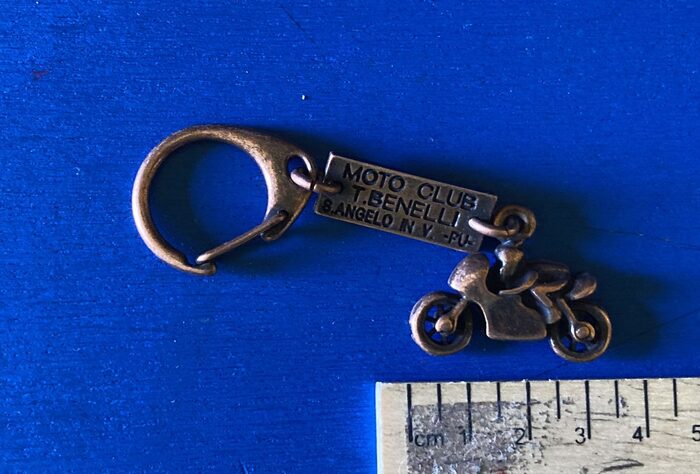 MOTO CLUB
T. BENELLI
S. ANGELO IN V. -PU-
cm 1 2 3 4 5